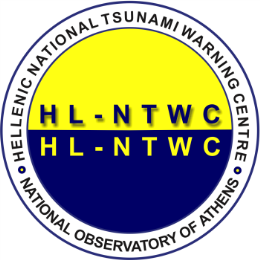 HELLENIC NATIONAL TSUNAMI WARNING CENTRE
HL-NTWC
HL-NTWC
NATIONAL OBSERVATORY OF ATHENS